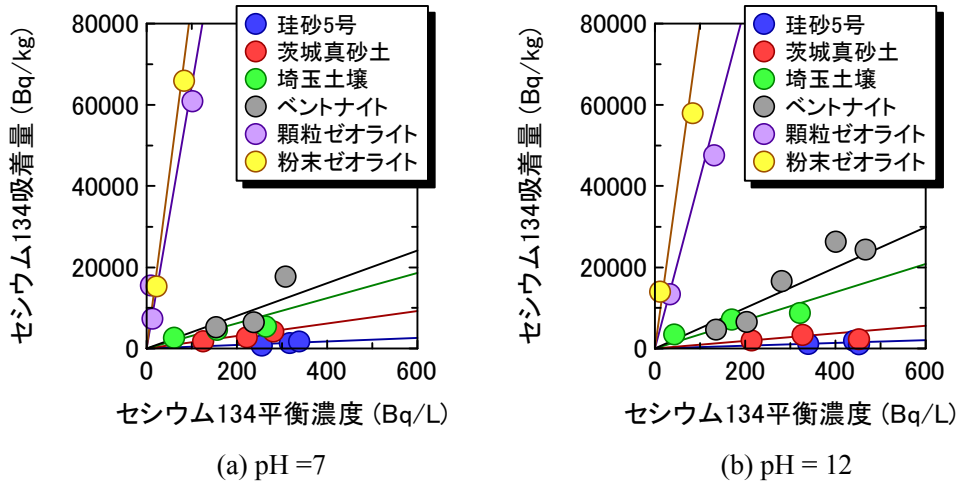 セシウム134吸着量 (Bq/kg)
80000
60000
40000
20000
0
珪砂5号
茨城真砂土
埼玉土壌
ベントナイト
顆粒ゼオライト
粉末ゼオライト
0 200 400 600
セシウム134平衡濃度 (Bq/L)
(a) pH =7
セシウム134吸着量 (Bq/kg)
80000
60000
40000
20000
0
珪砂5号
茨城真砂土
埼玉土壌
ベントナイト
顆粒ゼオライト
粉末ゼオライト
0 200 400 600
セシウム134平衡濃度 (Bq/L)
(b) pH = 12